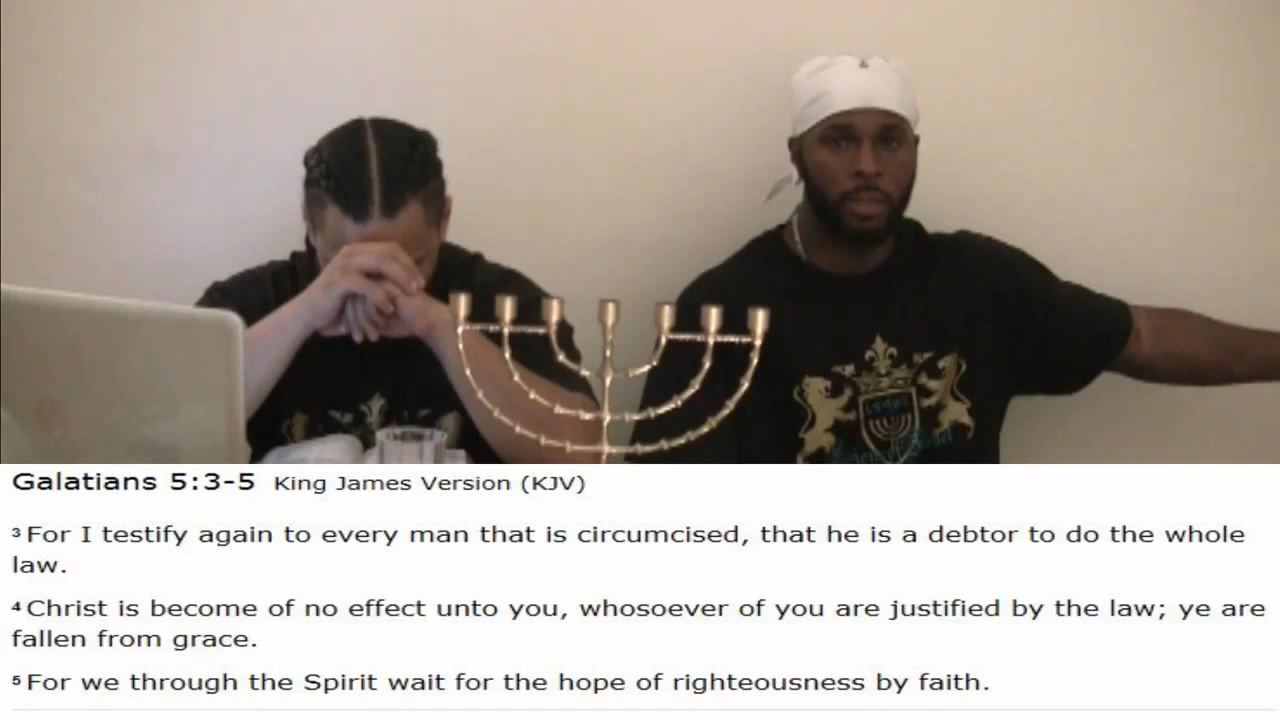 Galatians 5:3-5 King James Version (KJV)
³ For I testify again to every man that is circumcised, that he is a debtor to do the whole
law.
⁴ Christ is become of no effect unto you, whosoever of you are justified by the law; ye are
fallen from grace.
⁵ For we through the Spirit wait for the hope of righteousness by faith.